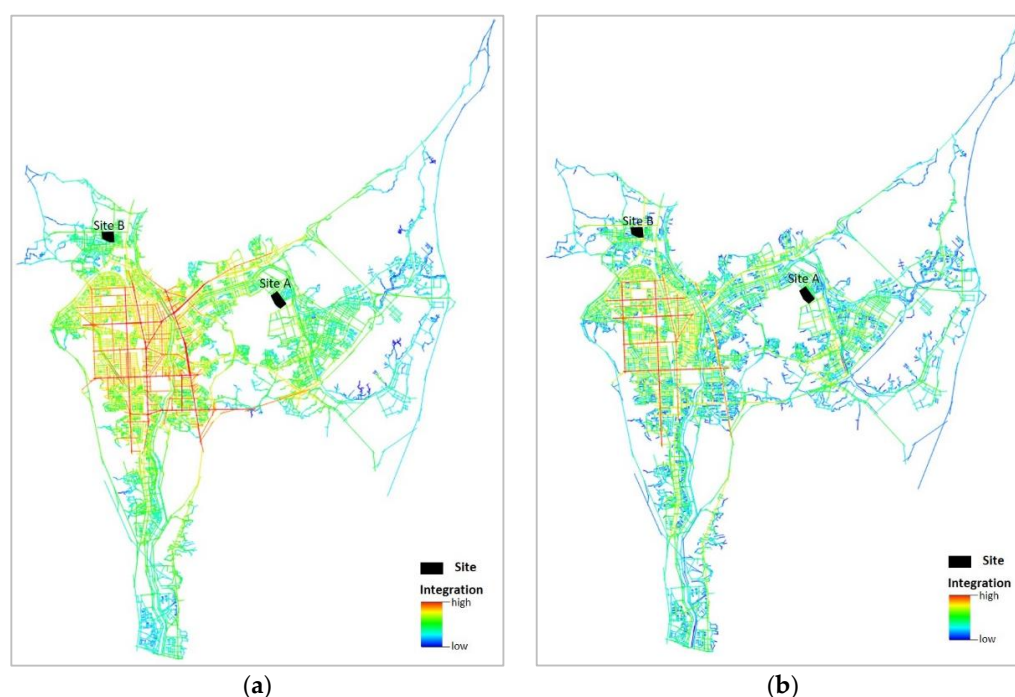 Site B
Site A
Site
Integration
high
low
(a)
Site B
Site A
Site
Integration
high
low
(b)